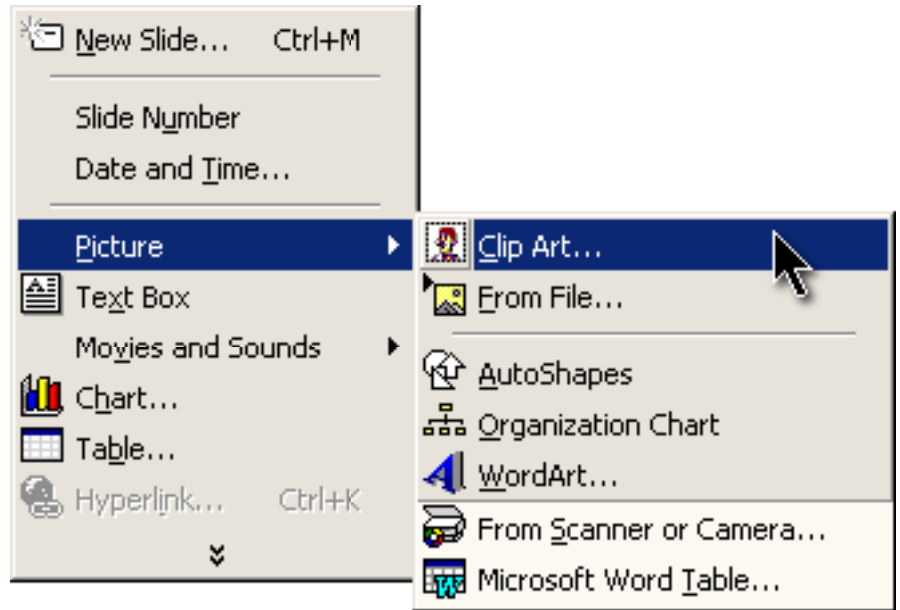 New Slide... Ctrl+M
Slide Number
Date and Time...
Picture
Text Box
Movies and Sounds
Chart...
Table...
Hyperlink... Ctrl+K
Clip Art...
From File...
AutoShapes
Organization Chart
WordArt...
From Scanner or Camera...
Microsoft Word Table...